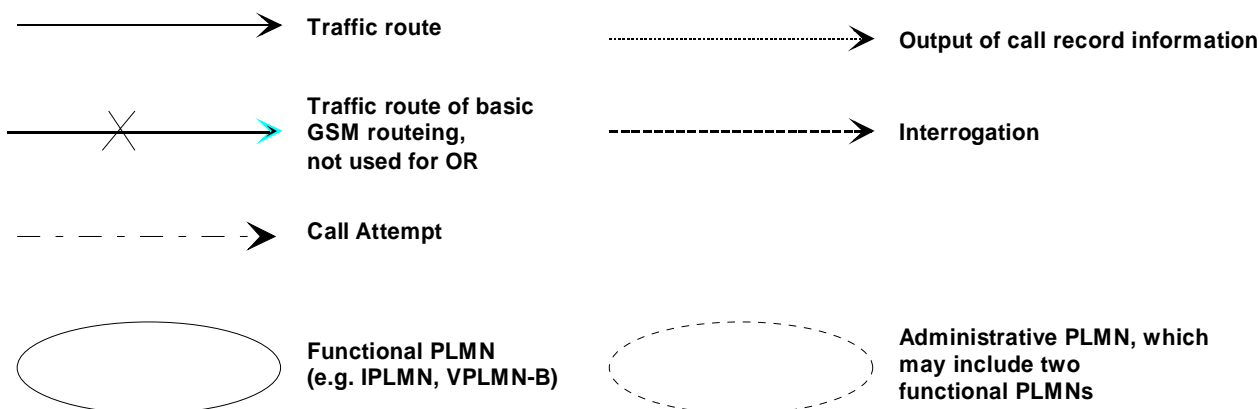 Traffic route
Output of call record information
Traffic route of basic
GSM routeing,
not used for OR
Interrogation
Call Attempt
Functional PLMN
(e.g. IPLMN, VPLMN-B)
Administrative PLMN, which
may include two
functional PLMNs